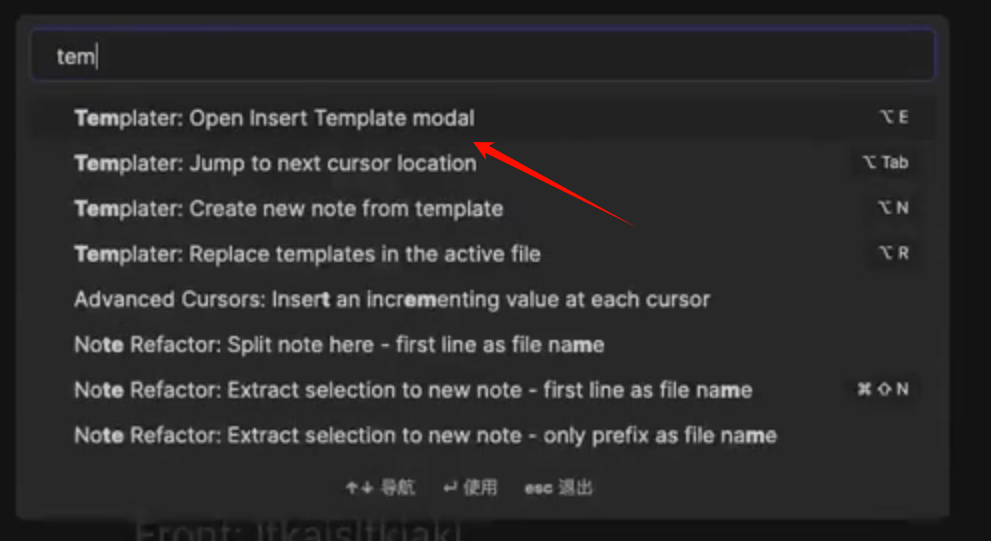 tem
Templater: Open Insert Template modal ⌥ E
Templater: Jump to next cursor location ⌥ Tab
Templater: Create new note from template ⌥ N
Templater: Replace templates in the active file ⌥ R
Advanced Cursors: Insert an incrementing value at each cursor
Note Refactor: Split note here - first line as file name
Note Refactor: Extract selection to new note - first line as file name ⌘ ⇧ N
Note Refactor: Extract selection to new note - only prefix as file name
↑↓ 导航 ↵ 使用 esc 退出
Front: